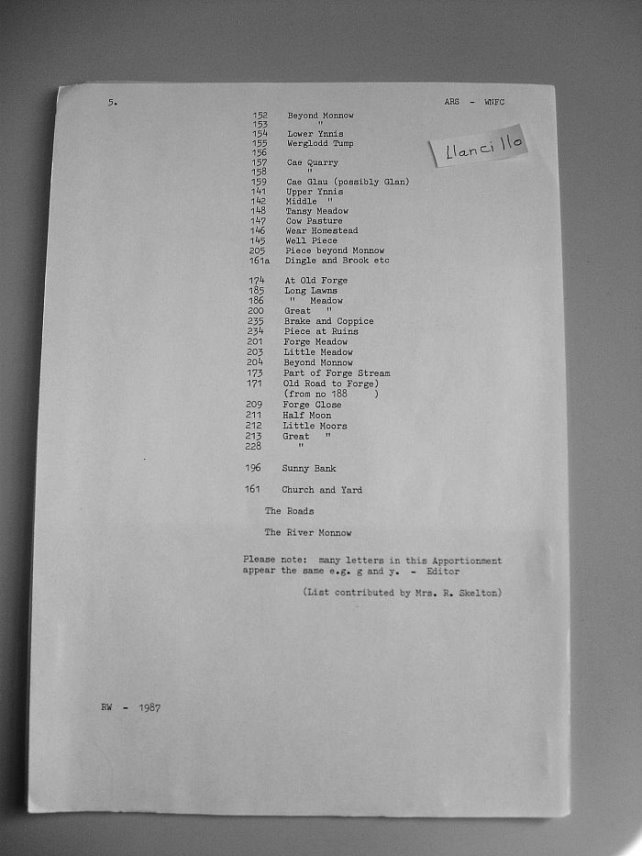 5. ARS - WNFC
Llancillo
152 Beyond Monnow
153 "
154 Lower Ynnis
155 Werglodd Tump
156
157 Cae Quarry
158 "
159 Cae Glau (possibly Glan)
141 Upper Ynnis
142 Middle "
148 Tansy Meadow
147 Cow Pasture
146 Wear Homestead
145 Well Piece
205 Piece beyond Monnow
161a Dingle and Brook etc
174 At Old Forge
185 Long Lawns
186 " Meadow
200 Great "
235 Brake and Coppice
234 Piece at Ruins
201 Forge Meadow
203 Little Meadow
204 Beyond Monnow
173 Part of Forge Stream
171 Old Road to Forge)
(from no 188 )
209 Forge Close
211 Half Moon
212 Little Moors
213 Great "
228 "
196 Sunny Bank
161 Church and Yard
The Roads
The River Monnow
Please note: many letters in this Apportionment
appear the same e.g. g and y. - Editor
(List contributed by Mrs. R. Skelton)
RW - 1987